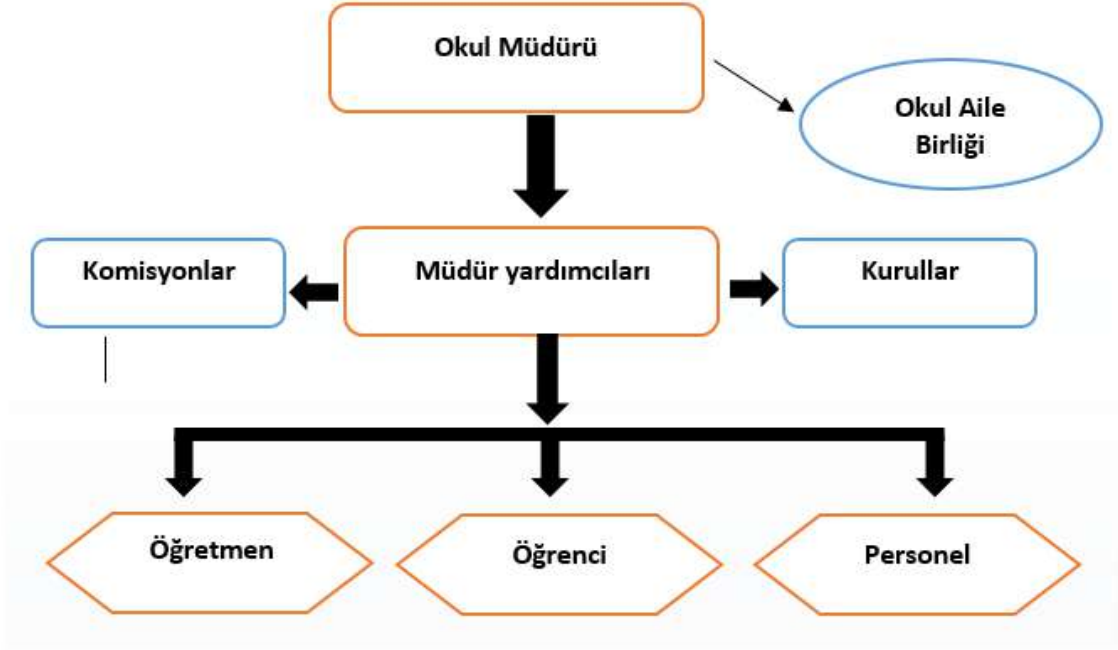 Okul Müdürü
Okul Aile
Birliği
Komisyonlar
Müdür yardımcıları
Kurullar
Öğretmen
Öğrenci
Personel